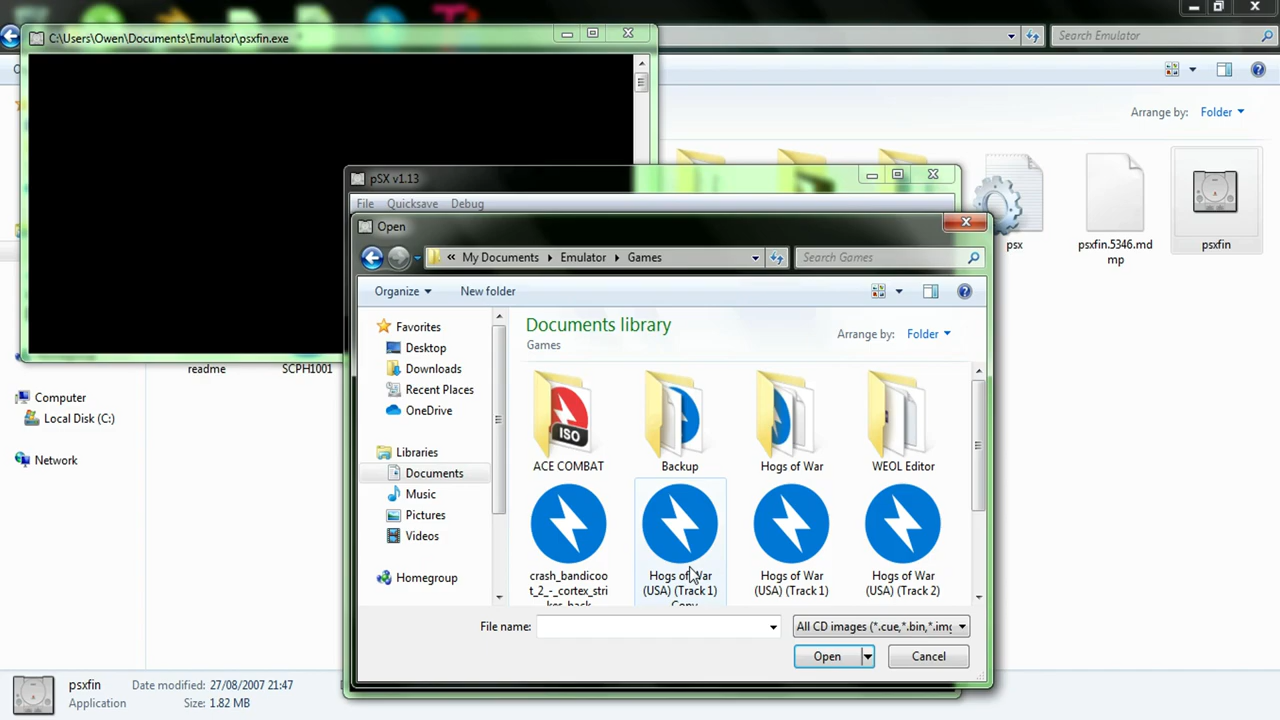 C:\Users\Owen\Documents\Emulator\psxfin.exe
Search Emulator
Arrange by: Folder
psx
psxfin.5346.md
mp
psxfin
pSX v1.13
File Quicksave Debug
Open
« My Documents Emulator Games
Search Games
Organize New folder
Documents library
Games
Arrange by: Folder
Favorites
Desktop
Downloads
Recent Places
OneDrive
Libraries
Documents
Music
Pictures
Videos
Homegroup
ISO
ACE COMBAT
Backup
Hogs of War
WEOL Editor
crash_bandicoo
t_2_-_cortex_stri
kes_back
Hogs of War
(USA) (Track 1)
Copy
Hogs of War
(USA) (Track 1)
Hogs of War
(USA) (Track 2)
File name:
All CD images (*.cue,*.bin,*.img
Open
Cancel
readme
SCPH1001
Computer
Local Disk (C:)
Network
psxfin Date modified: 27/08/2007 21:47
Application Size: 1.82 MB